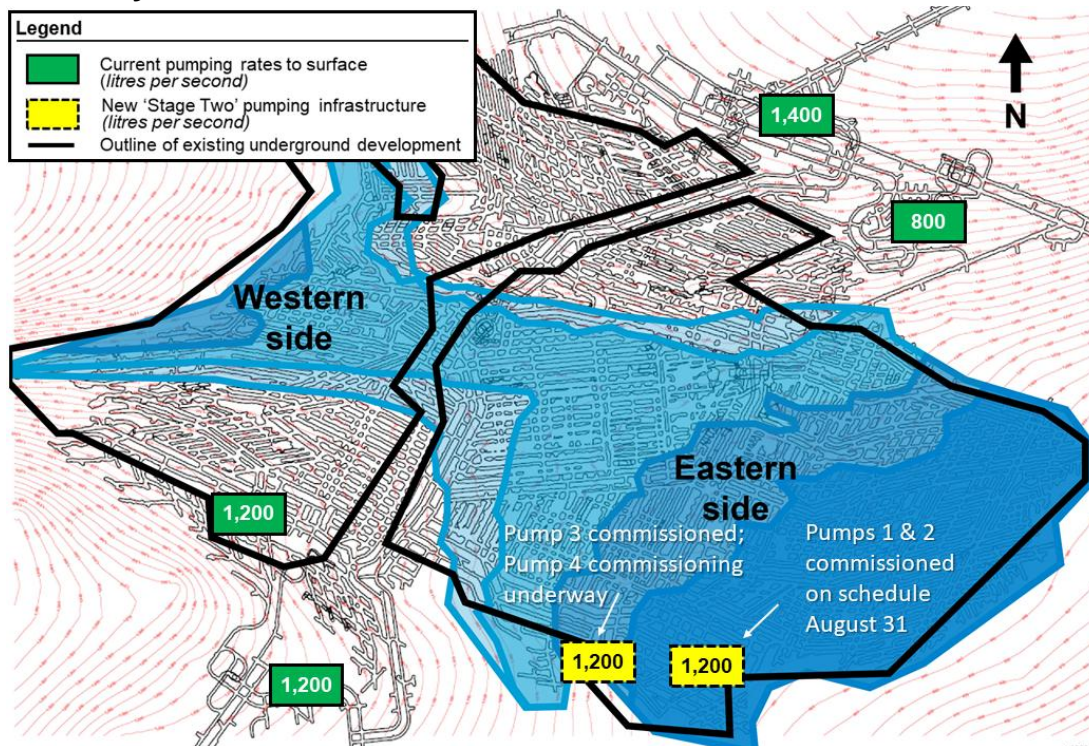 Legend
Current pumping rates to surface
(litres per second)
New 'Stage Two' pumping infrastructure
(litres per second)
Outline of existing underground development
N
1,400
800
Western
side
Eastern
side
1,200
Pump 3 commissioned;
Pump 4 commissioning
underway
Pumps 1 & 2
commissioned
on schedule
August 31
1,200
1,200
1,200